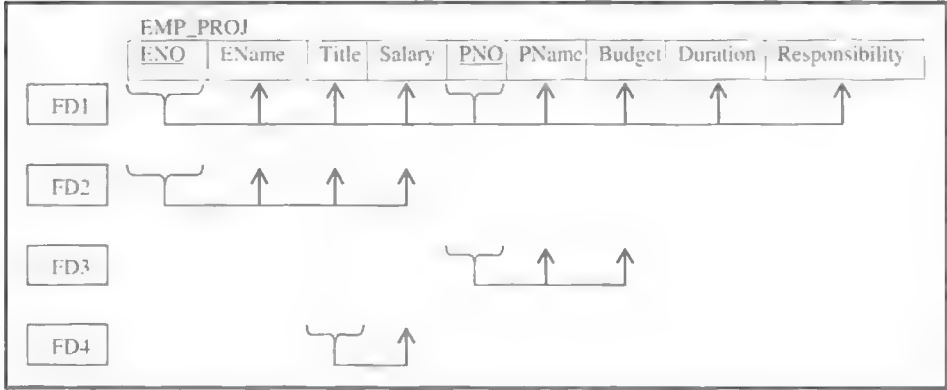 EMP_PROJ
ENO EName Title Salary PNO PName Budget Duration Responsibility
FD1
FD2
FD3
FD4